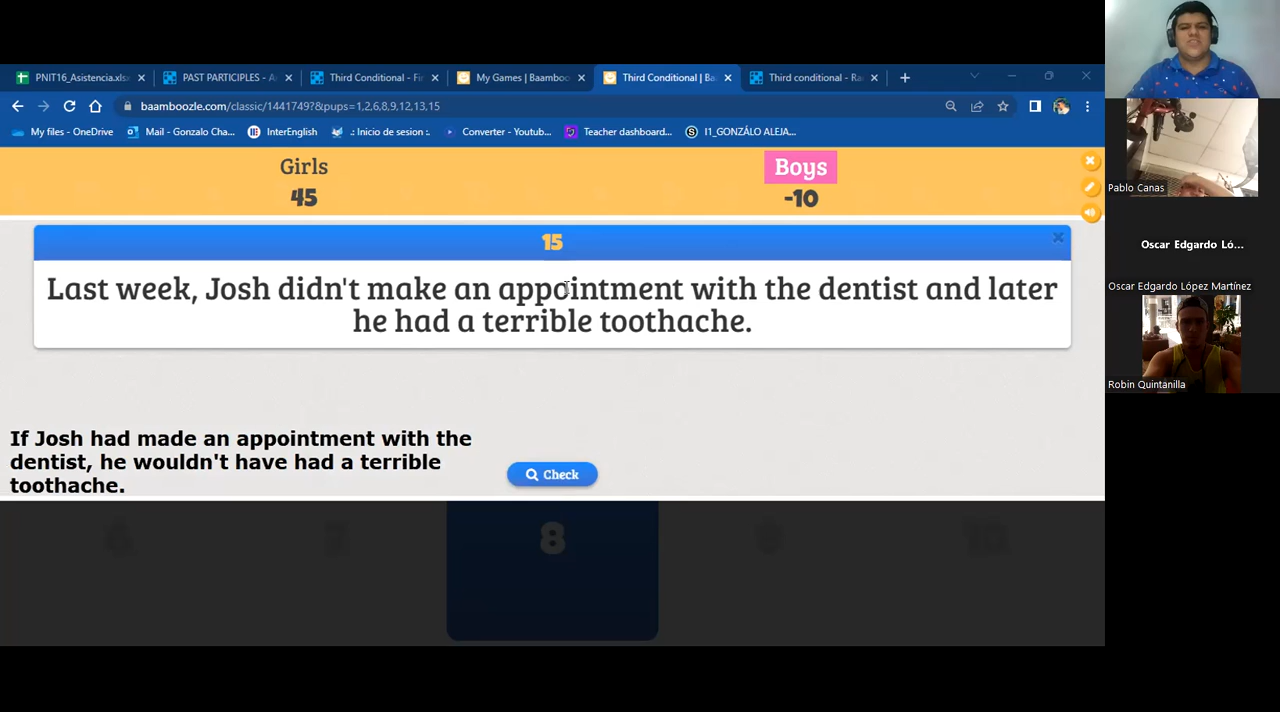 PNIT16_Asistencia.xls
PAST PARTICIPLES - A
Third Conditional - Fi
My Games | Baamboo
Third Conditional | Ba
Third conditional - Ra
baamboozle.com/classic/1441749?&pups=1,2,6,8,9,12,13,15
My files - OneDrive
Mail - Gonzalo Cha...
InterEnglish
.: Inicio de sesion :.
Converter - Youtub...
Teacher dashboard...
I1_GONZÁLO ALEJA...
Girls
45
Boys
-10
15
Last week, Josh didn't make an appointment with the dentist and later
he had a terrible toothache.
If Josh had made an appointment with the
dentist, he wouldn't have had a terrible
toothache.
Check
8
9
10
Pablo Canas
Oscar Edgardo Ló...
Oscar Edgardo López Martínez
Robin Quintanilla